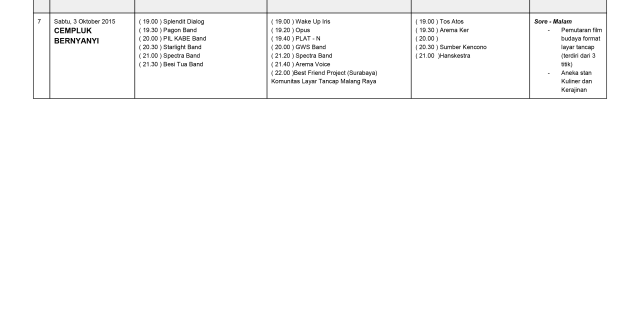 7
Sabtu, 3 Oktober 2015
CEMPLUK
BERNYANYI
( 19.00 ) Splendit Dialog
( 19.30 ) Pagon Band
( 20.00 ) PIL KABE Band
( 20.30 ) Starlight Band
( 21.00 ) Spectra Band
( 21.30 ) Besi Tua Band
( 19.00 ) Wake Up Iris
( 19.20 ) Opus
( 19.40 ) PLAT - N
( 20.00 ) GWS Band
( 21.20 ) Spectra Band
( 21.40 ) Arema Voice
( 22.00 )Best Friend Project (Surabaya)
Komunitas Layar Tancap Malang Raya
( 19.00 ) Tos Atos
( 19.30 ) Arema Ker
( 20.00 )
( 20.30 ) Sumber Kencono
( 21.00 )Hanskestra
Sore - Malam
- Pemutaran film
budaya format
layar tancap
(terdiri dari 3
titik)
- Aneka stan
Kuliner dan
Kerajinan